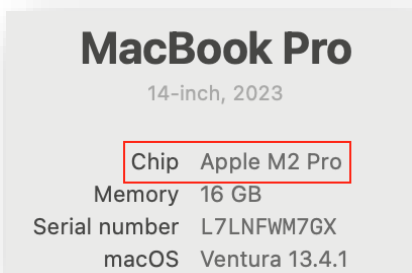 MacBook Pro
14-inch, 2023
Chip Apple M2 Pro
Memory 16 GB
Serial number L7LNFWM7GX
macOS Ventura 13.4.1